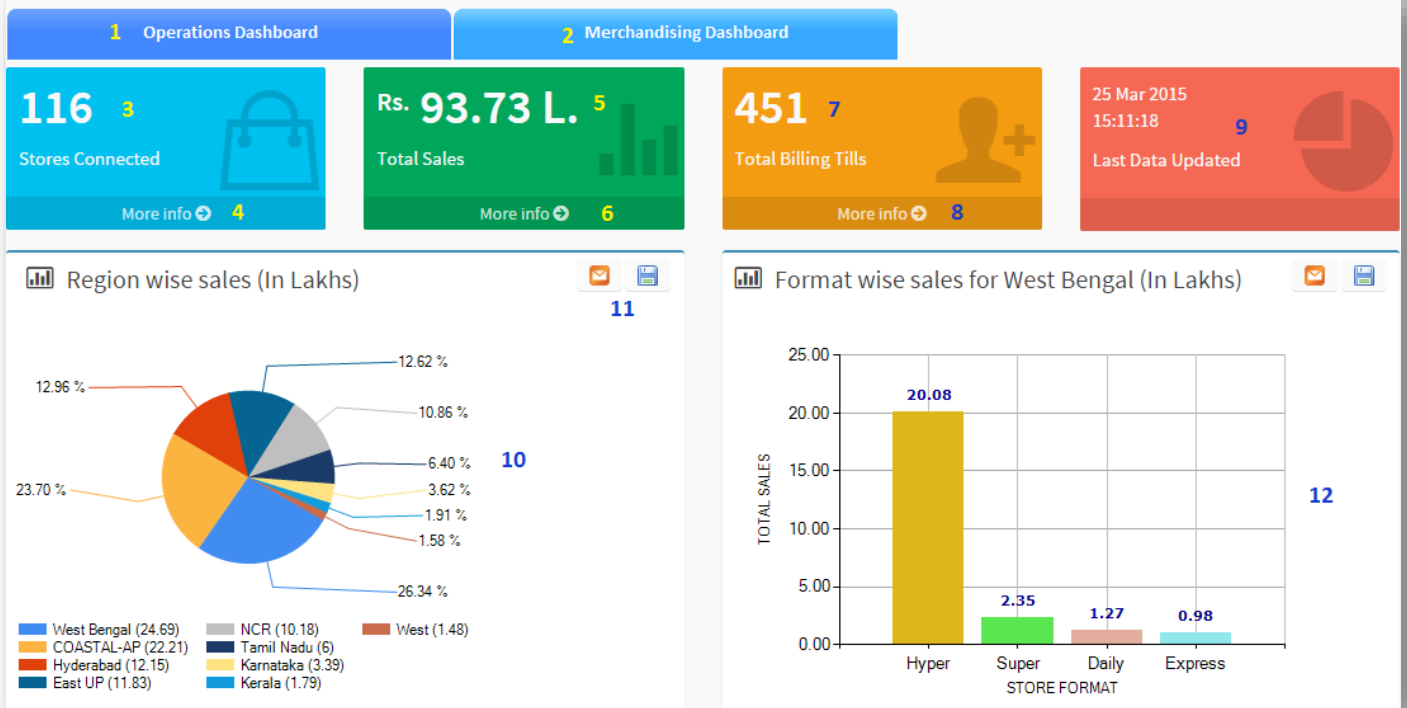 1 Operations Dashboard
2 Merchandising Dashboard
116 3
Stores Connected
More info 4
Rs. 93.73 L. 5
Total Sales
More info 6
451 7
Total Billing Tills
More info 8
25 Mar 2015
15:11:18 9
Last Data Updated
Region wise sales (In Lakhs)
11
12.62 %
12.96 %
10.86 %
6.40 % 10
23.70 %
3.62 %
1.91 %
1.58 %
26.34 %
West Bengal (24.69)
COASTAL-AP (22.21)
Hyderabad (12.15)
East UP (11.83)
NCR (10.18)
Tamil Nadu (6)
Karnataka (3.39)
Kerala (1.79)
West (1.48)
Format wise sales for West Bengal (In Lakhs)
25.00
20.00
15.00
10.00
5.00
0.00
TOTAL SALES
20.08
2.35
1.27
0.98
12
Hyper Super Daily Express
STORE FORMAT